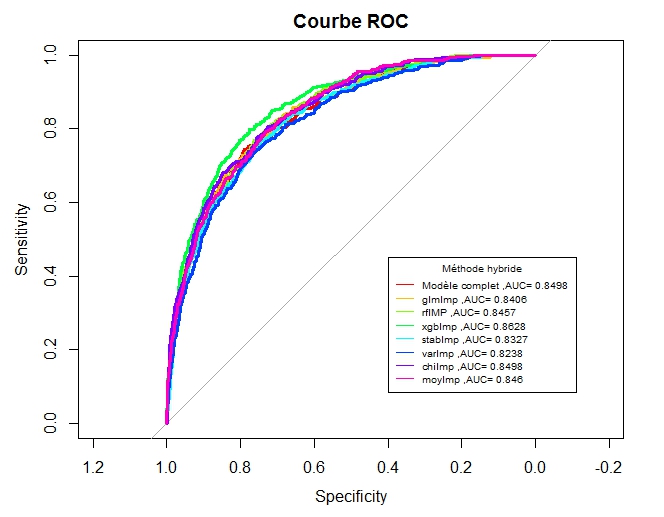 Courbe ROC
Sensitivity
1.0
0.8
0.6
0.4
0.2
0.0
Méthode hybride
Modèle complet ,AUC= 0.8498
glmImp ,AUC= 0.8406
rfIMP ,AUC= 0.8457
xgbImp ,AUC= 0.8628
stabImp ,AUC= 0.8327
varImp ,AUC= 0.8238
chiImp ,AUC= 0.8498
moyImp ,AUC= 0.846
1.2 1.0 0.8 0.6 0.4 0.2 0.0 -0.2
Specificity